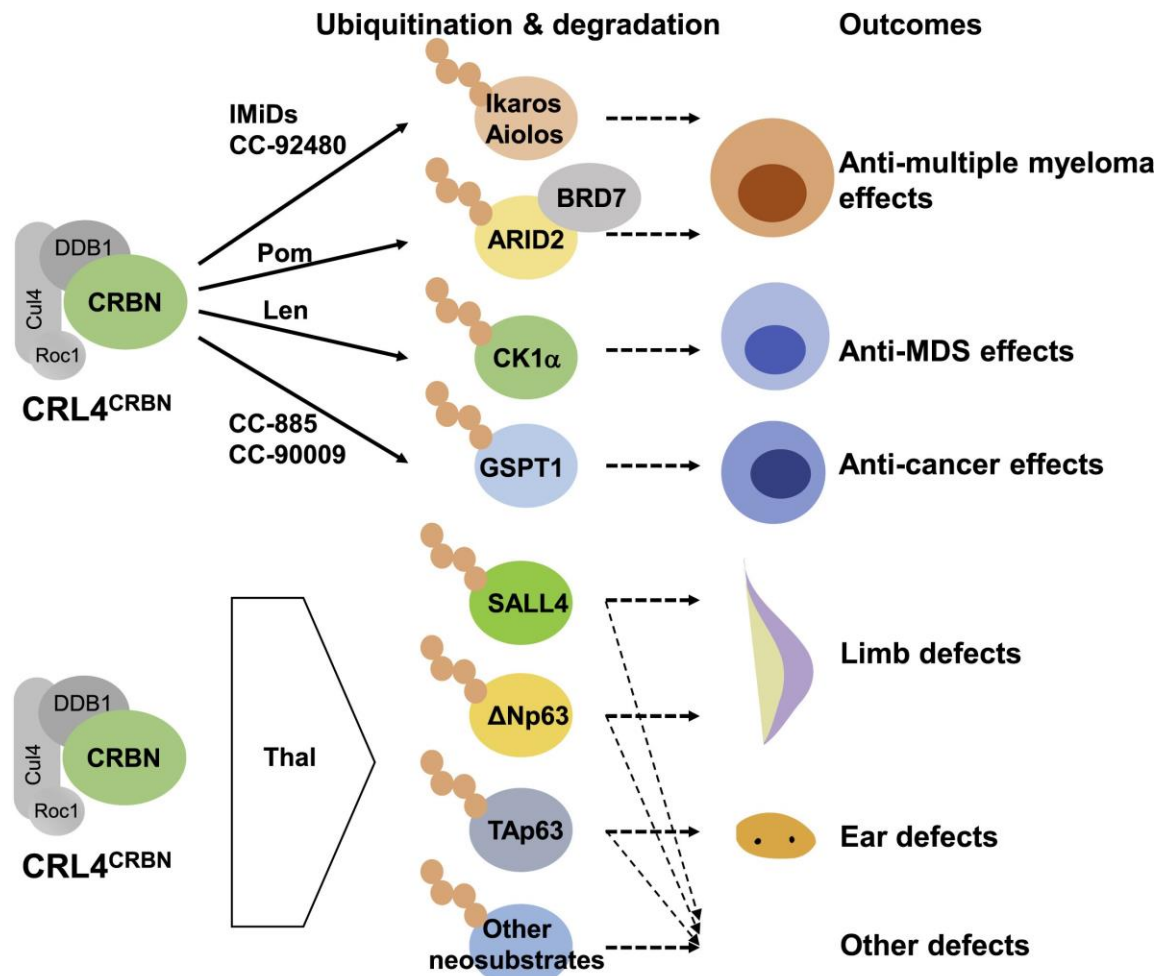 Ubiquitination & degradation
Outcomes
IMiDs
CC-92480
Ikaros
Aiolos
Anti-multiple myeloma
effects
BRD7
ARID2
Pom
DDB1
CRBN
Cul4
Roc1
CRL4CRBN
Len
CK1α
Anti-MDS effects
CC-885
CC-90009
GSPT1
Anti-cancer effects
SALL4
Limb defects
ΔNp63
DDB1
CRBN
Cul4
Roc1
CRL4CRBN
Thal
TAp63
Ear defects
Other
neosubstrates
Other defects